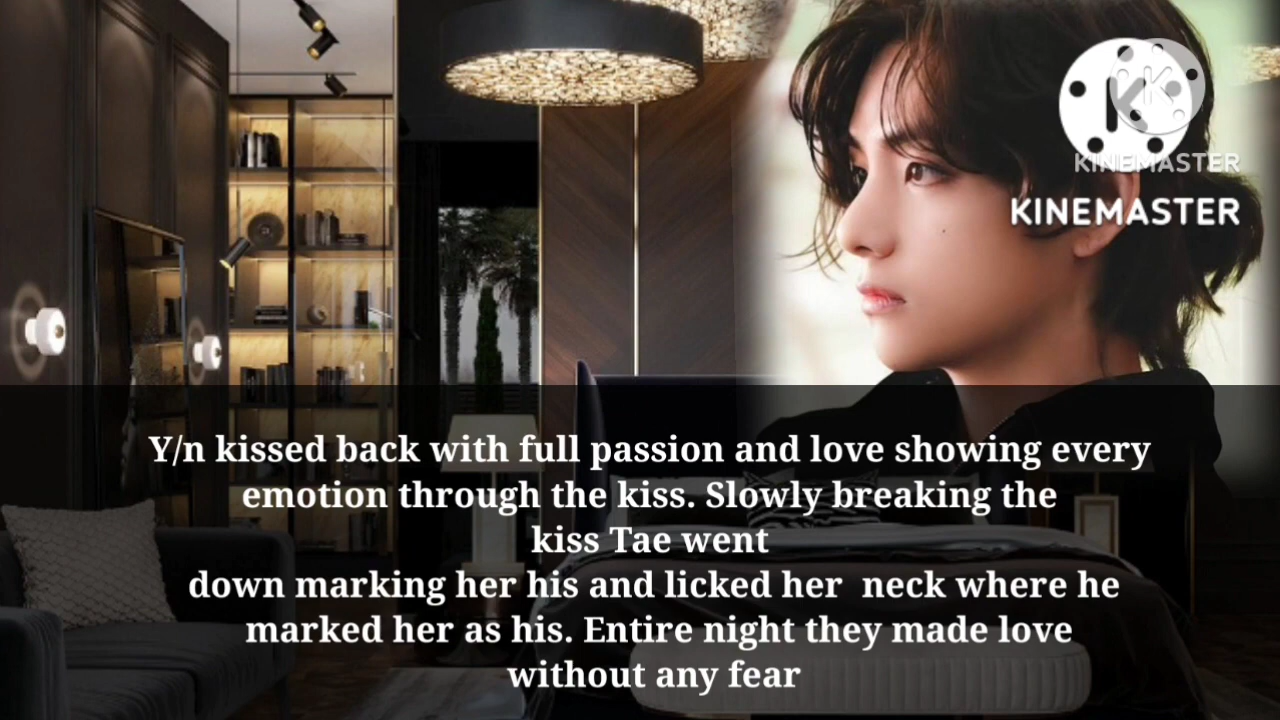 KINEMASTER
KINEMASTER
Y/n kissed back with full passion and love showing every
emotion through the kiss. Slowly breaking the
kiss Tae went
down marking her his and licked her  neck where he
marked her as his. Entire night they made love
without any fear